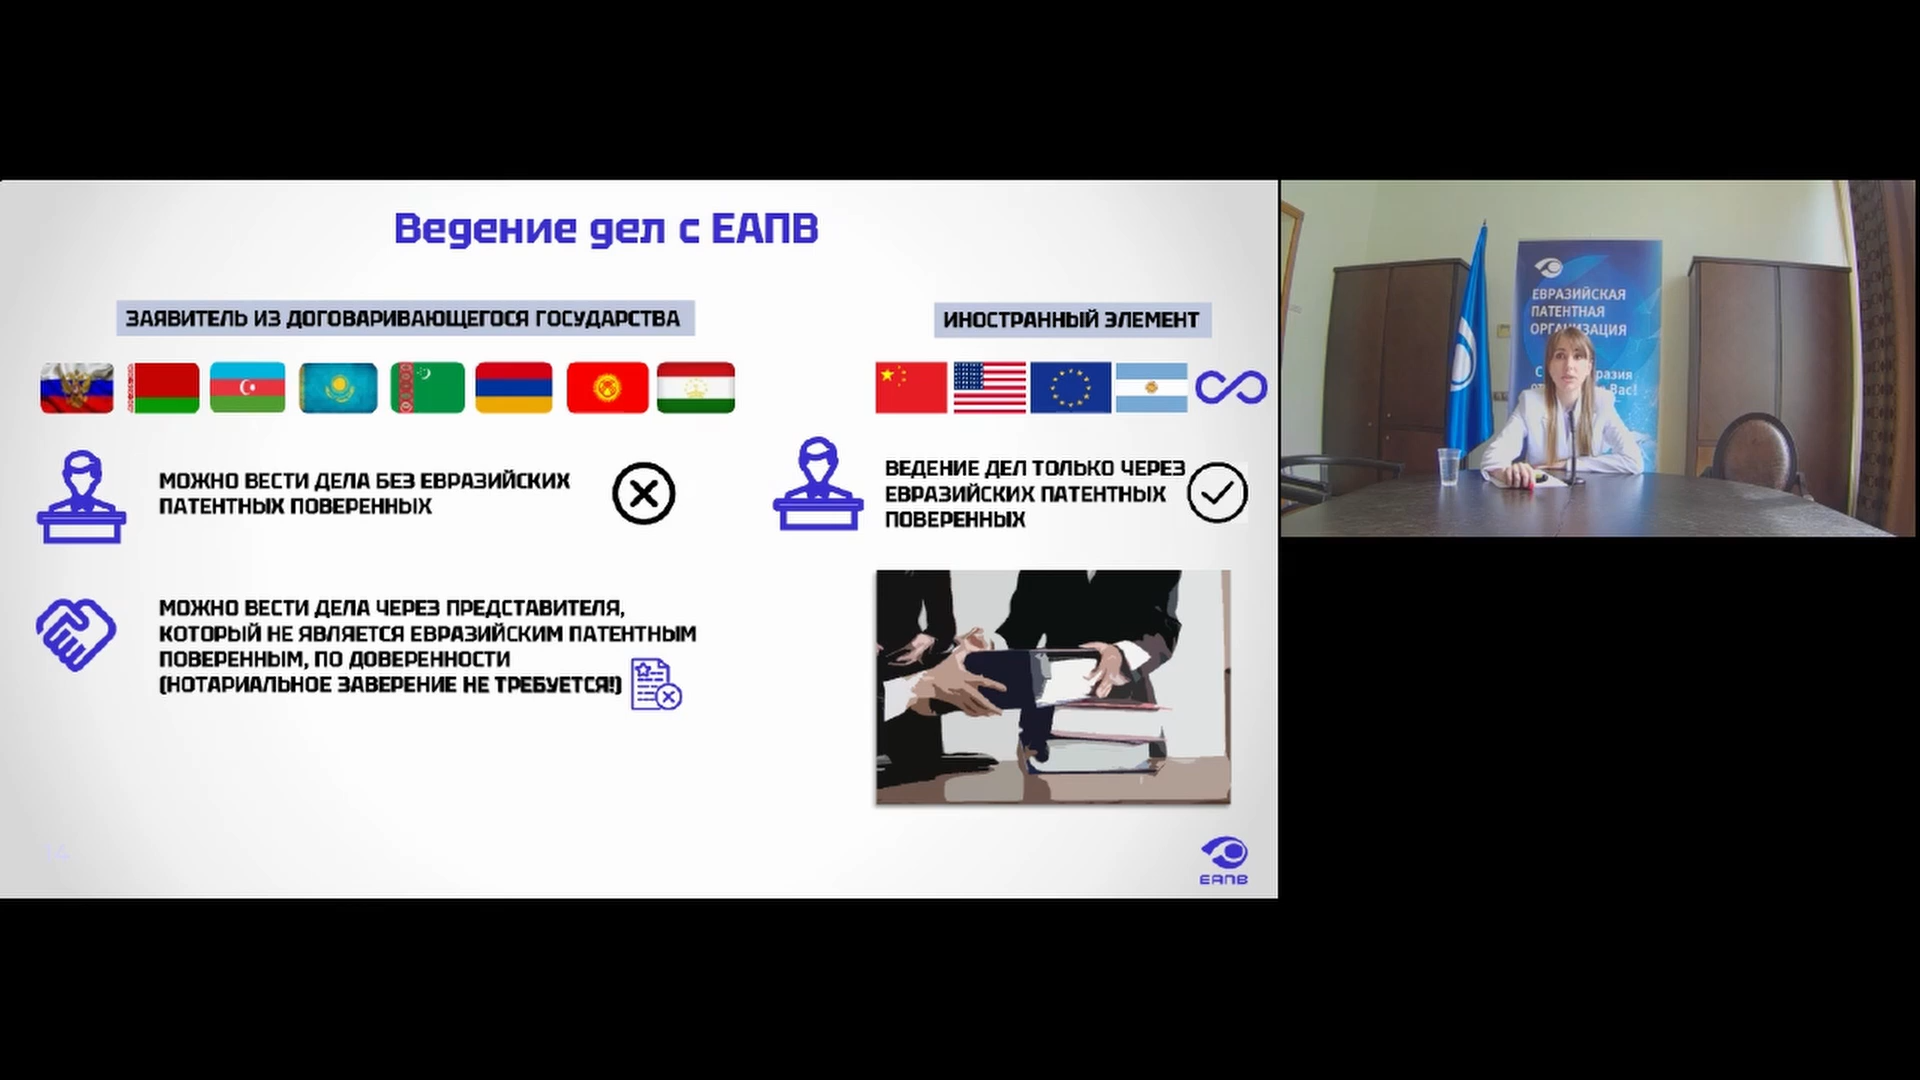 Ведение дел с ЕАПВ
ЗАЯВИТЕЛЬ ИЗ ДОГОВАРИВАЮЩЕГОСЯ ГОСУДАРСТВА
МОЖНО ВЕСТИ ДЕЛА БЕЗ ЕВРАЗИЙСКИХ
ПАТЕНТНЫХ ПОВЕРЕННЫХ
МОЖНО ВЕСТИ ДЕЛА ЧЕРЕЗ ПРЕДСТАВИТЕЛЯ,
КОТОРЫЙ НЕ ЯВЛЯЕТСЯ ЕВРАЗИЙСКИМ ПАТЕНТНЫМ
ПОВЕРЕННЫМ, ПО ДОВЕРЕННОСТИ
(НОТАРИАЛЬНОЕ ЗАВЕРЕНИЕ НЕ ТРЕБУЕТСЯ!)
ИНОСТРАННЫЙ ЭЛЕМЕНТ
ВЕДЕНИЕ ДЕЛ ТОЛЬКО ЧЕРЕЗ
ЕВРАЗИЙСКИХ ПАТЕНТНЫХ
ПОВЕРЕННЫХ
14
ЕАПВ
ЕВРАЗИЙСКАЯ
ПАТЕНТНАЯ
ОРГАНИЗАЦИЯ
Вас!